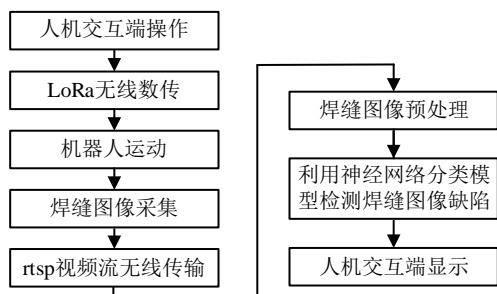 人机交互端操作
LoRa无线数传
机器人运动
焊缝图像采集
rtsp视频流无线传输
焊缝图像预处理
利用神经网络分类模
型检测焊缝图像缺陷
人机交互端显示